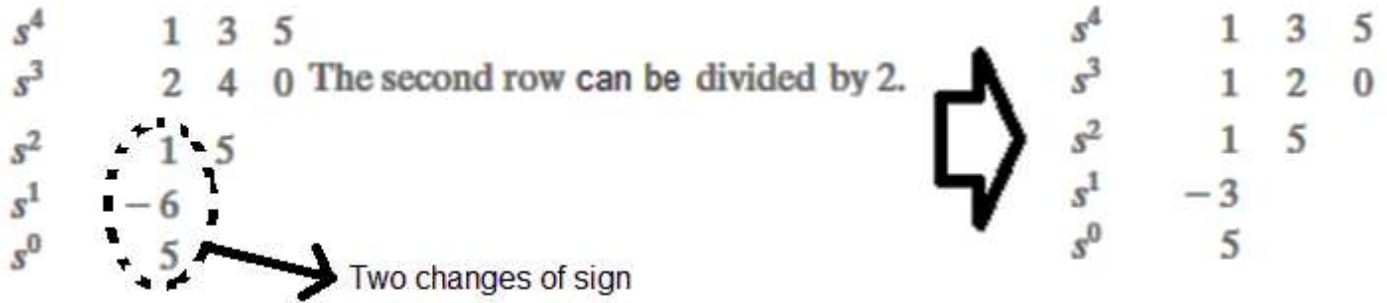 s⁴ 1 3 5
s³ 2 4 0 The second row can be divided by 2.
s² 1 5
s¹ −6
s⁰ 5
Two changes of sign
s⁴ 1 3 5
s³ 1 2 0
s² 1 5
s¹ −3
s⁰ 5